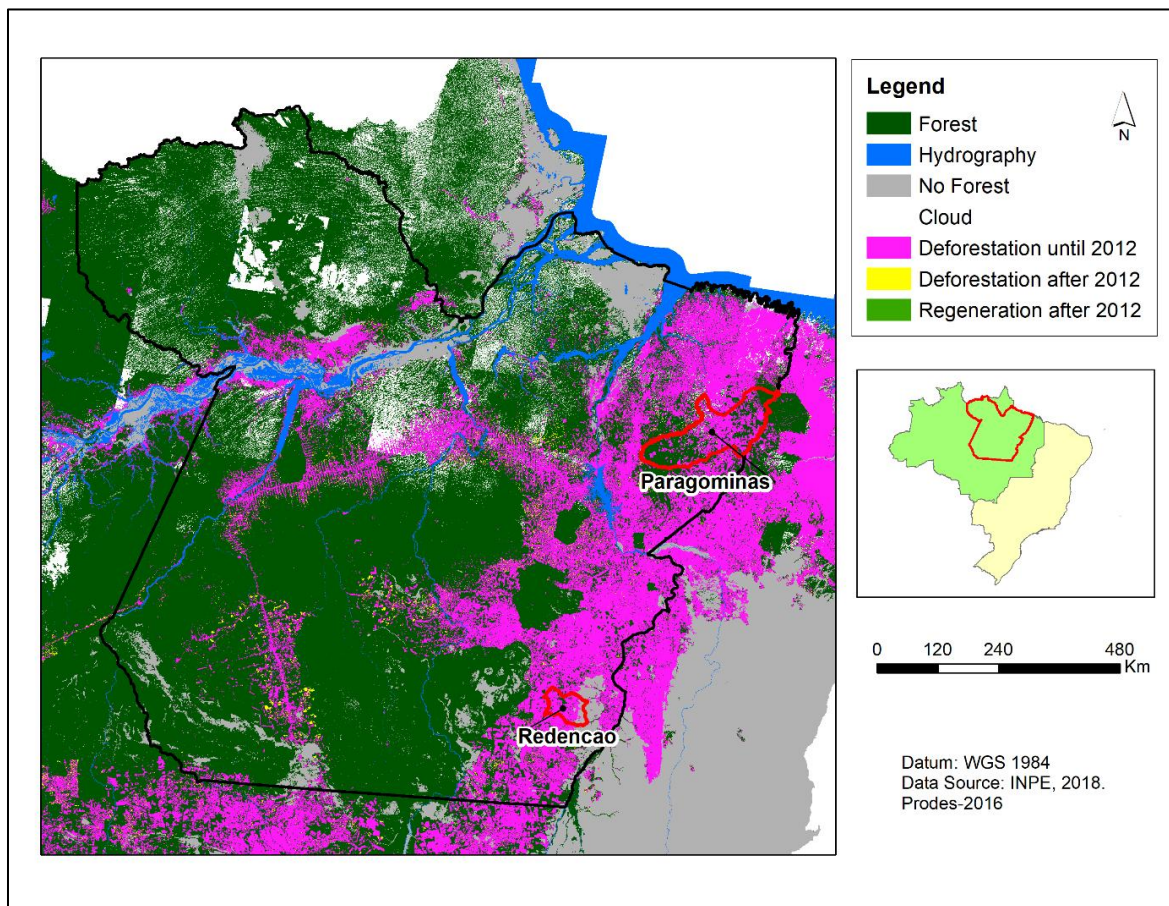 Legend
Forest
Hydrography
No Forest
Cloud
Deforestation until 2012
Deforestation after 2012
Regeneration after 2012
N
Paragominas
Redencao
0 120 240 480
Km
Datum: WGS 1984
Data Source: INPE, 2018.
Prodes-2016